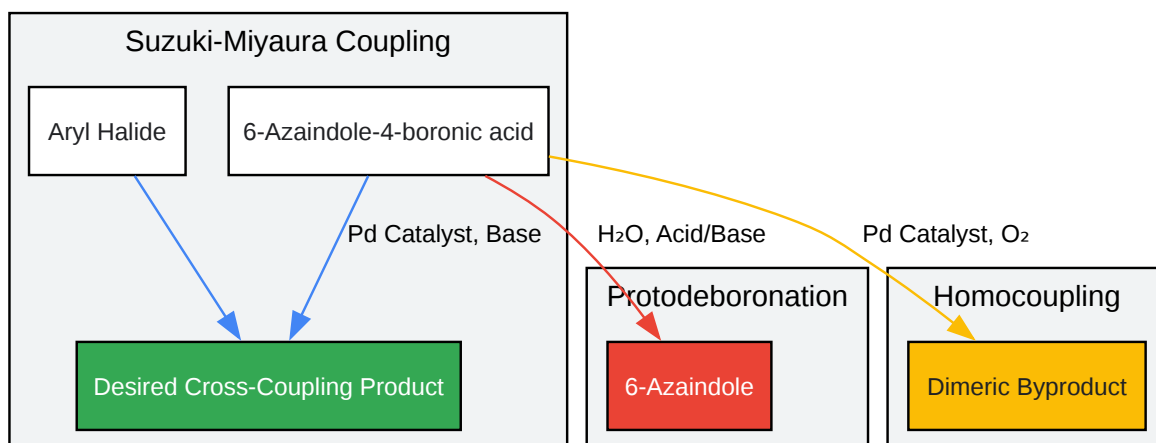 Suzuki-Miyaura Coupling
Aryl Halide
6-Azaindole-4-boronic acid
Pd Catalyst, Base
H₂O, Acid/Base
Pd Catalyst, O₂
Protodeboronation
Homocoupling
Desired Cross-Coupling Product
6-Azaindole
Dimeric Byproduct